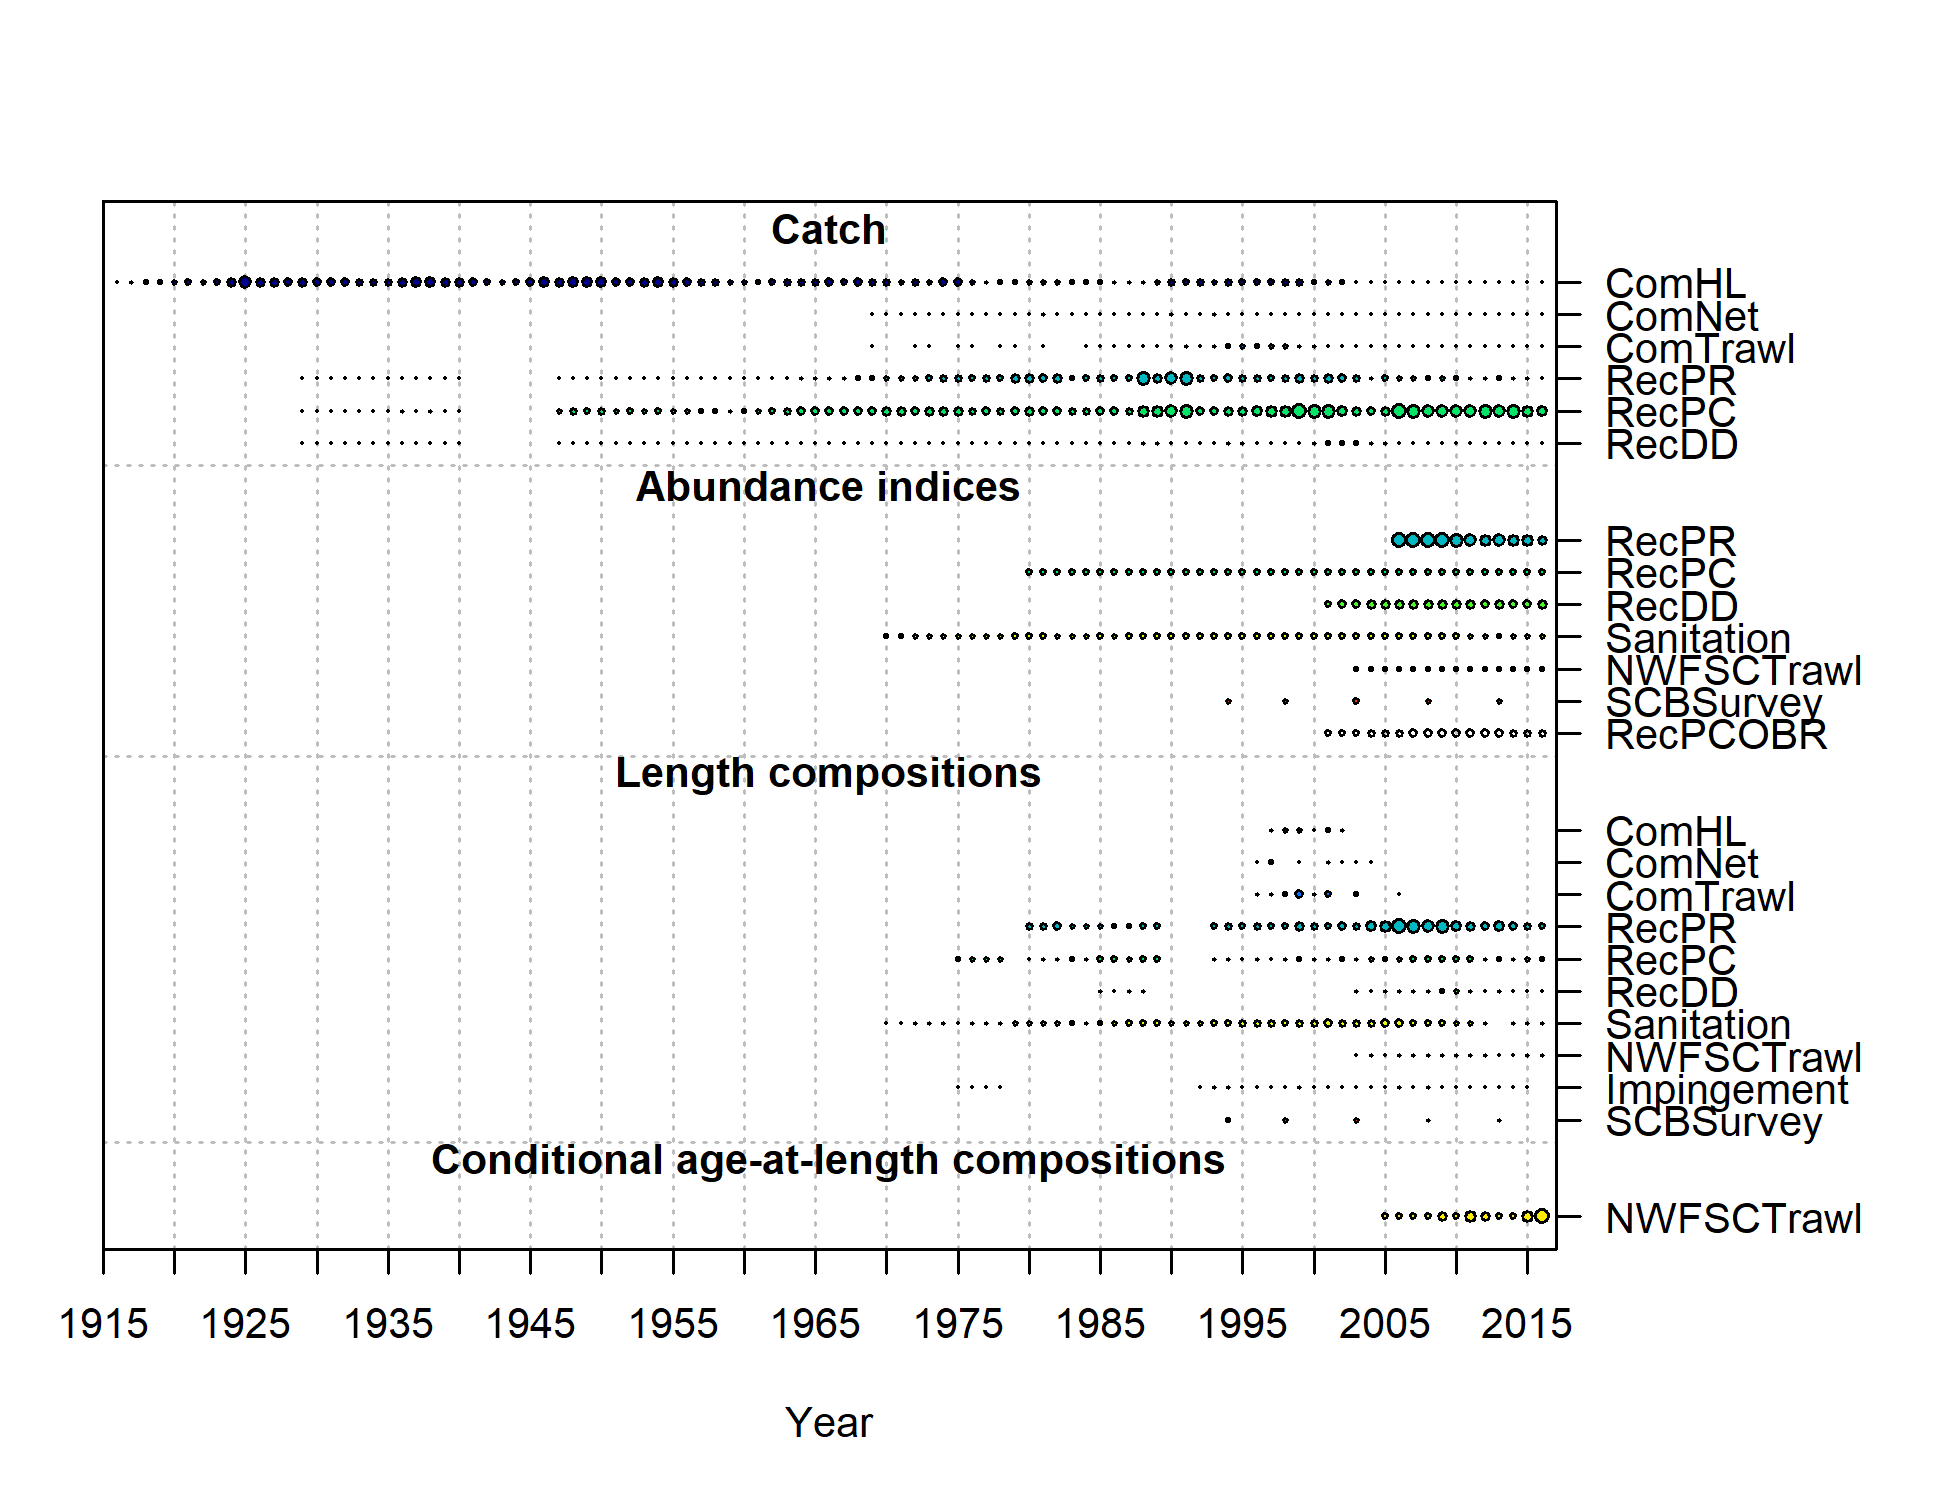 Catch
ComHL
ComNet
ComTrawl
RecPR
RecPC
RecDD
Abundance indices
RecPR
RecPC
RecDD
Sanitation
NWFSCTrawl
SCBSurvey
RecPCOBR
Length compositions
ComHL
ComNet
ComTrawl
RecPR
RecPC
RecDD
Sanitation
NWFSCTrawl
Impingement
SCBSurvey
Conditional age-at-length compositions
NWFSCTrawl
1915 1925 1935 1945 1955 1965 1975 1985 1995 2005 2015
Year